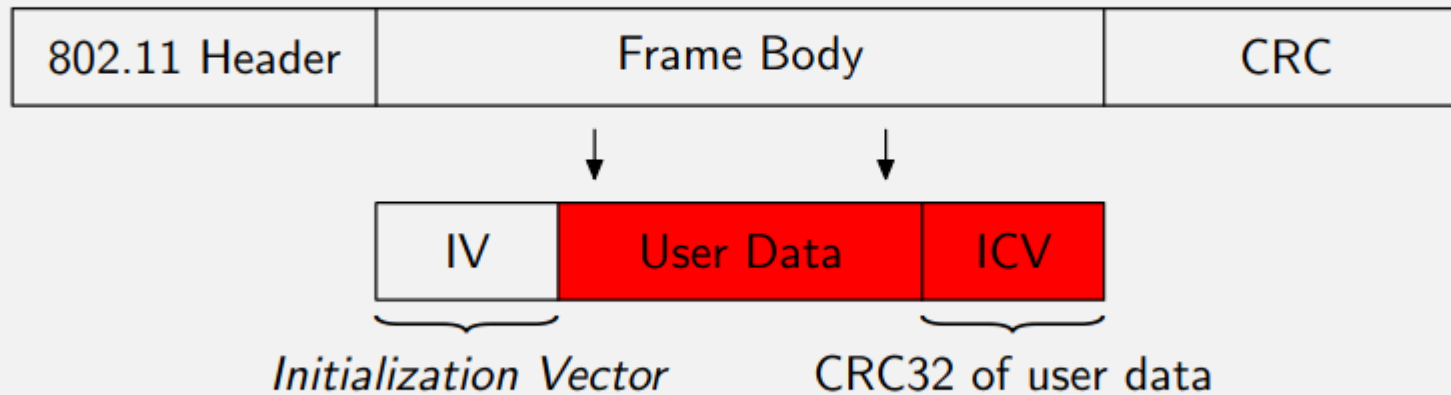 802.11 Header Frame Body CRC
IV User Data ICV
Initialization Vector CRC32 of user data